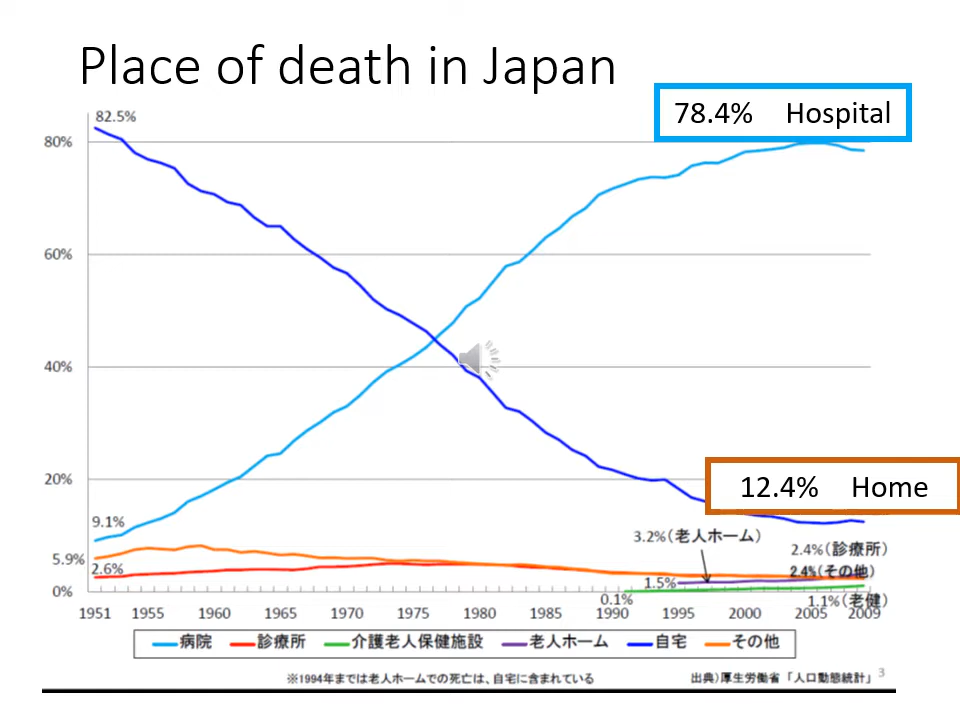 Place of death in Japan
78.4% Hospital
82.5%
80%
60%
40%
20%
12.4% Home
9.1%
3.2%(老人ホーム)
5.9%
2.6%
2.4%(診療所)
2.4%(その他)
1.5%
0%
0.1%
1.1%(老健)
1951 1955 1960 1965 1970 1975 1980 1985 1990 1995 2000 2005 2009
病院 診療所 介護老人保健施設 老人ホーム 自宅 その他
※1994年までは老人ホームでの死亡は、自宅に含まれている
出典)厚生労働省「人口動態統計」 3